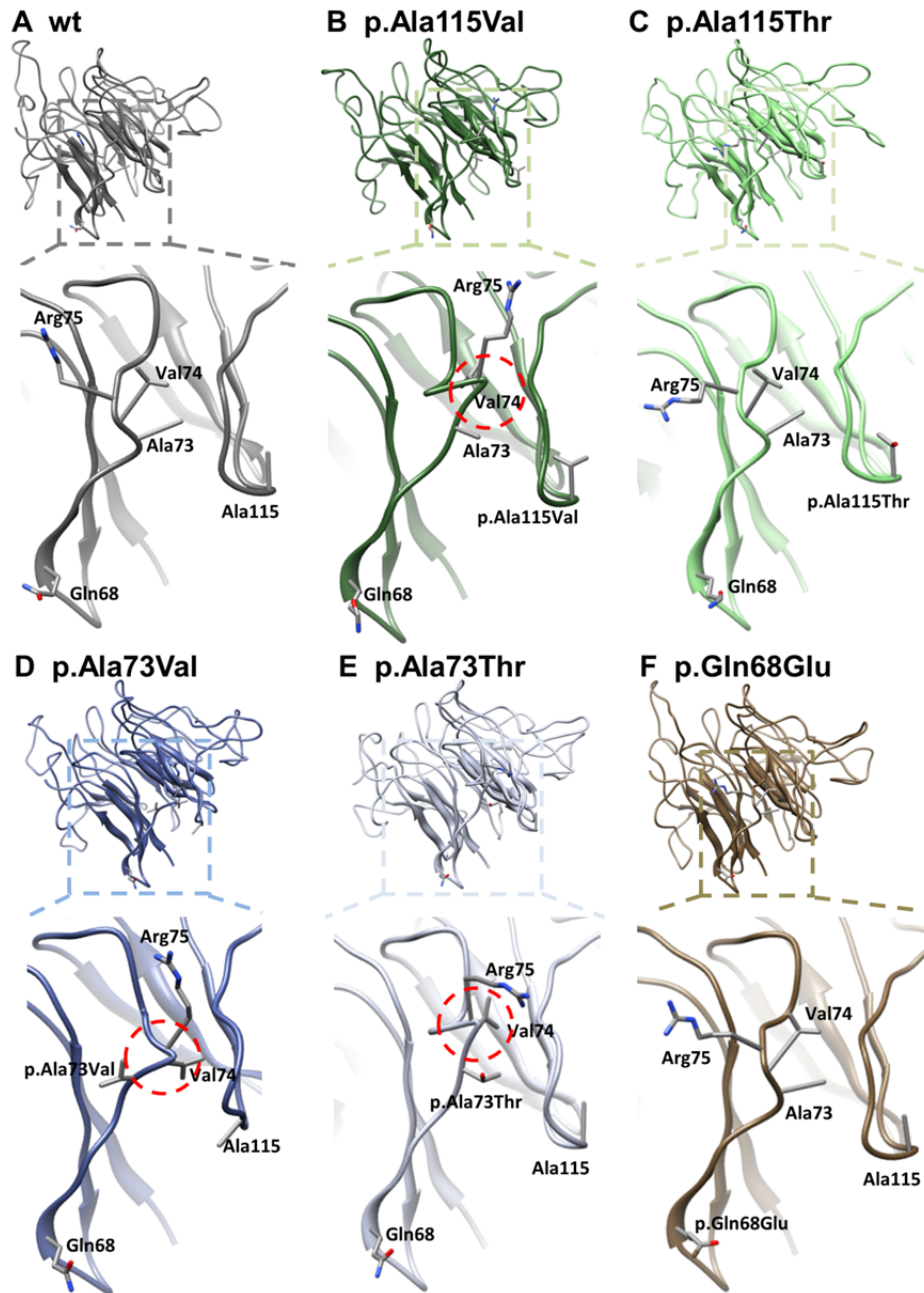 A wt
B p.Ala115Val
C p.Ala115Thr
Arg75
Val74
Ala73
Ala115
Gln68
Arg75
Val74
Ala73
p.Ala115Val
Gln68
Val74
Arg75
Ala73
p.Ala115Thr
Gln68
D p.Ala73Val
E p.Ala73Thr
F p.Gln68Glu
Arg75
p.Ala73Val
Val74
Ala115
Gln68
Arg75
Val74
p.Ala73Thr
Ala115
Gln68
Val74
Arg75
Ala73
Ala115
p.Gln68Glu